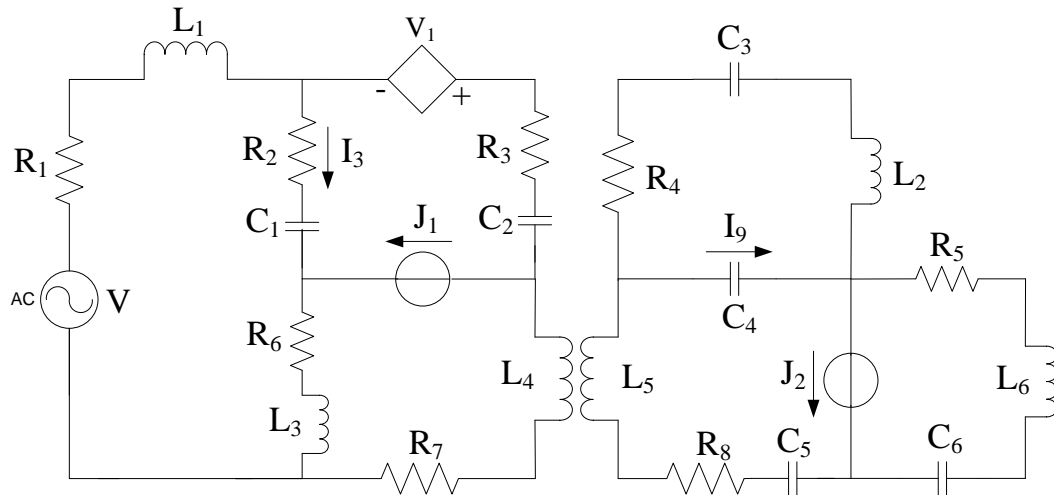 L₁
V₁
C₃
R₁
R₂
I₃
R₃
R₄
L₂
C₁
J₁
C₂
I₉
R₅
AC
V
R₆
C₄
L₄
L₅
J₂
L₆
L₃
R₇
R₈
C₅
C₆
- +